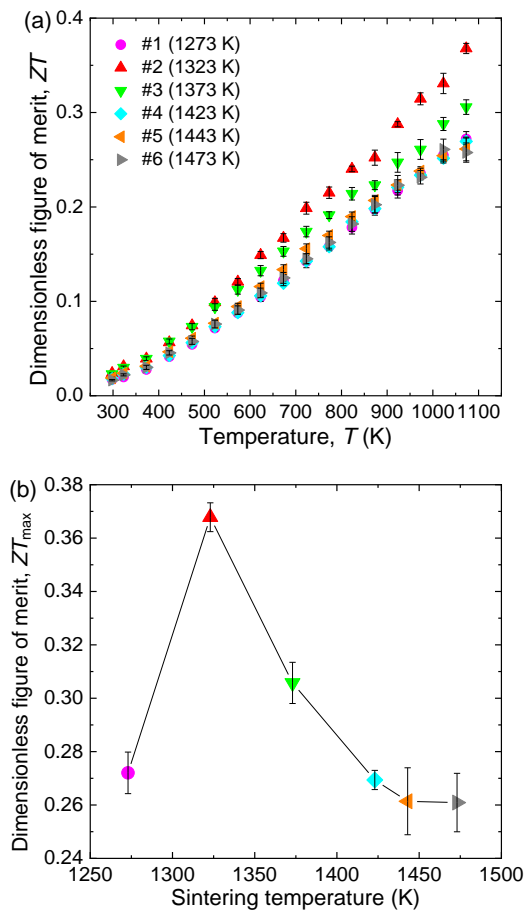 (a)
Dimensionless figure of merit, ZT
0.4
0.3
0.2
0.1
0.0
#1 (1273 K)
#2 (1323 K)
#3 (1373 K)
#4 (1423 K)
#5 (1443 K)
#6 (1473 K)
300 400 500 600 700 800 900 1000 1100
Temperature, T (K)
(b)
Dimensionless figure of merit, ZTmax
0.38
0.36
0.34
0.32
0.30
0.28
0.26
0.24
1250 1300 1350 1400 1450 1500
Sintering temperature (K)